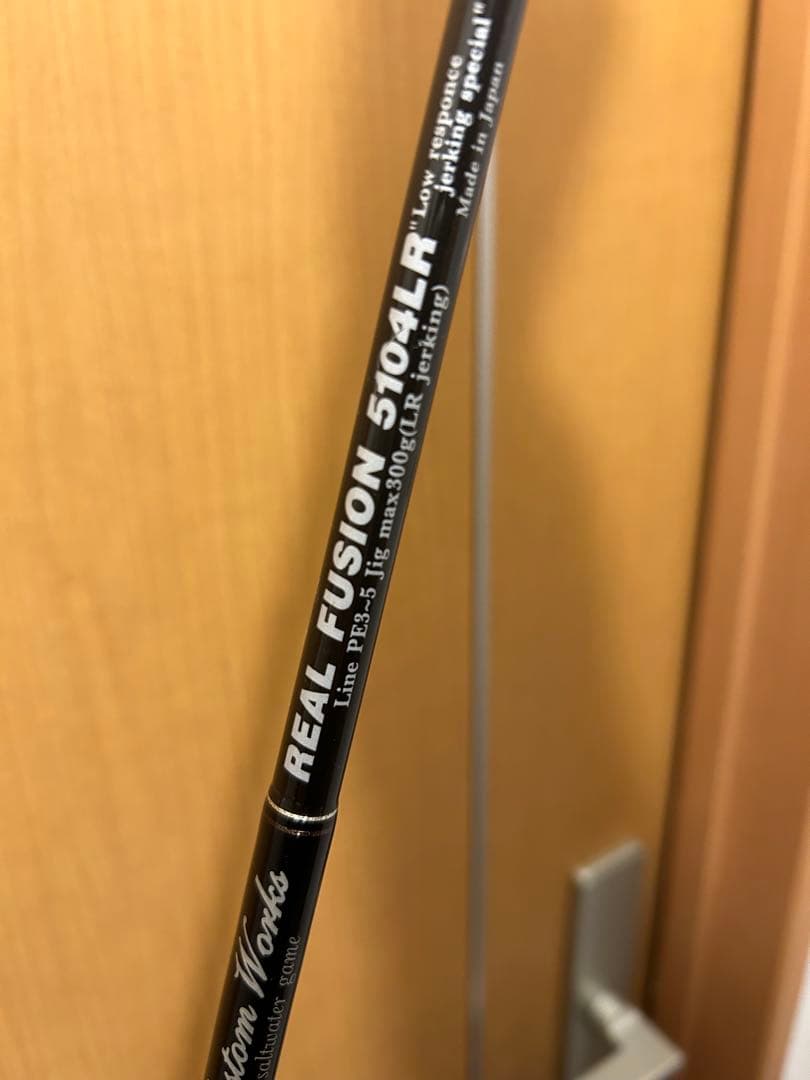 REAL FUSION 5104LR
"Low responce
jerking special"
Line PE3~5 Jig max300g(LR jerking)
Made in Japan
stom Works
saltwater game